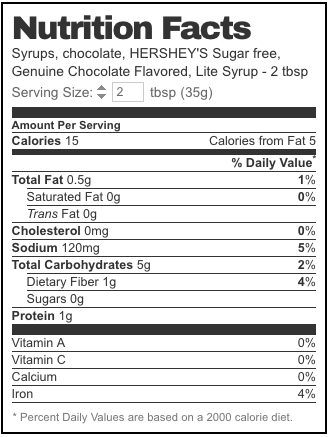 Nutrition Facts
Syrups, chocolate, HERSHEY'S Sugar free,
Genuine Chocolate Flavored, Lite Syrup - 2 tbsp
Serving Size: 2 tbsp (35g)
Amount Per Serving
Calories 15 Calories from Fat 5
% Daily Value*
Total Fat 0.5g 1%
Saturated Fat 0g 0%
Trans Fat 0g
Cholesterol 0mg 0%
Sodium 120mg 5%
Total Carbohydrates 5g 2%
Dietary Fiber 1g 4%
Sugars 0g
Protein 1g
Vitamin A 0%
Vitamin C 0%
Calcium 0%
Iron 4%
* Percent Daily Values are based on a 2000 calorie diet.